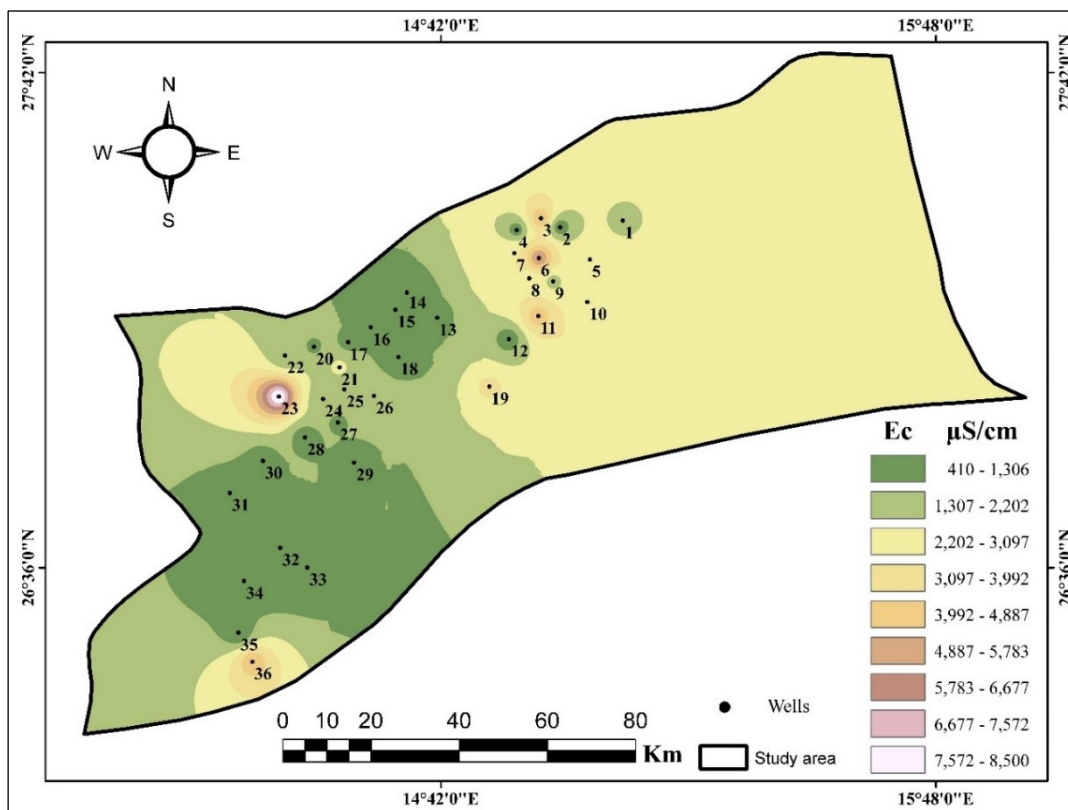 14°42'0"E
15°48'0"E
27°42'0"N
27°42'0"N
N
W
E
S
3
4
2
1
7
6
5
8
9
10
14
15
13
11
16
17
12
20
18
22
21
19
25
26
23
24
27
28
30
29
31
32
33
34
35
36
26°36'0"N
26°36'0"N
Ec μS/cm
410 - 1,306
1,307 - 2,202
2,202 - 3,097
3,097 - 3,992
3,992 - 4,887
4,887 - 5,783
5,783 - 6,677
6,677 - 7,572
7,572 - 8,500
Wells
Study area
0 10 20 40 60 80
Km
14°42'0"E
15°48'0"E